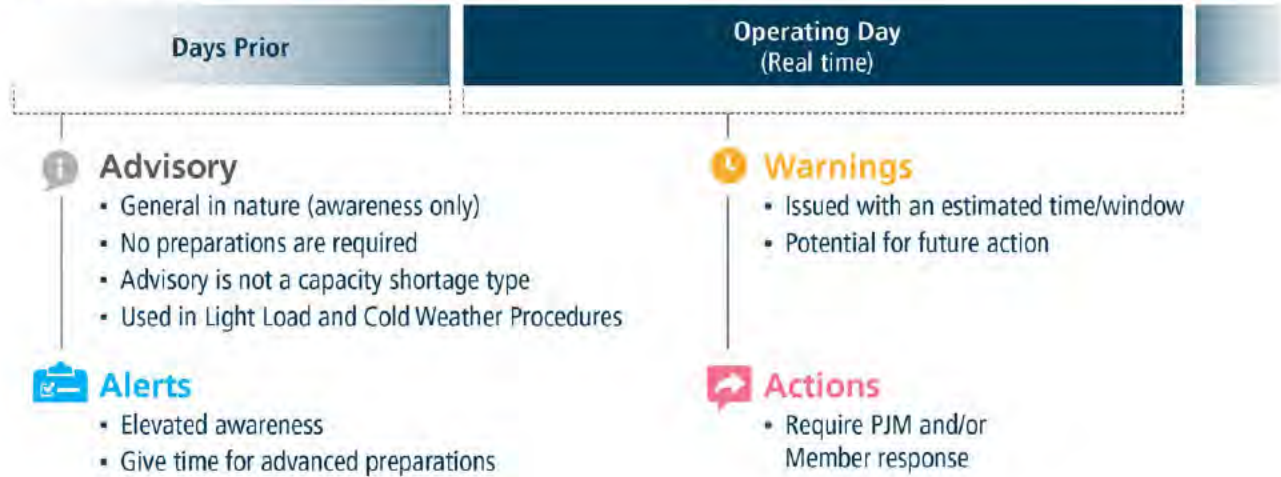 Days Prior
Operating Day
(Real time)
Advisory
▪ General in nature (awareness only)
▪ No preparations are required
▪ Advisory is not a capacity shortage type
▪ Used in Light Load and Cold Weather Procedures
Alerts
▪ Elevated awareness
▪ Give time for advanced preparations
Warnings
▪ Issued with an estimated time/window
▪ Potential for future action
Actions
▪ Require PJM and/or
Member response